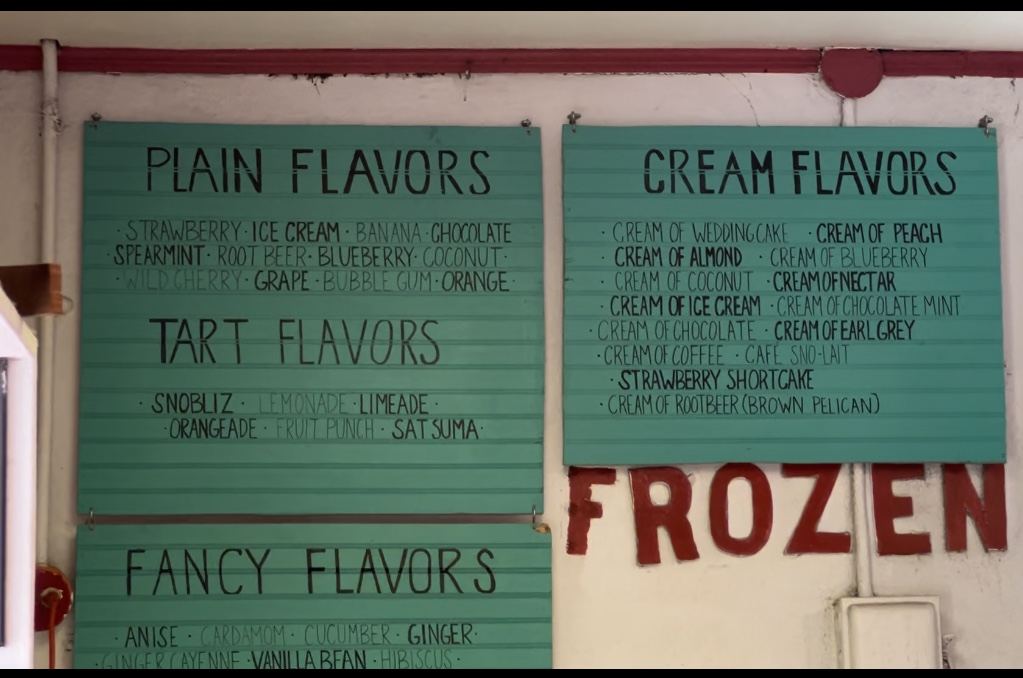 PLAIN FLAVORS
· STRAWBERRY · ICE CREAM · BANANA · CHOCOLATE
SPEARMINT · ROOT BEER · BLUEBERRY · COCONUT ·
· WILD CHERRY · GRAPE · BUBBLE GUM · ORANGE ·
TART FLAVORS
· SNOBLIZ · LEMONADE · LIMEADE ·
· ORANGEADE · FRUIT PUNCH · SATSUMA ·
FANCY FLAVORS
· ANISE · CARDAMOM · CUCUMBER · GINGER ·
· GINGER CAYENNE · VANILLA BEAN · HIBISCUS ·
CREAM FLAVORS
· CREAM OF WEDDING CAKE · CREAM OF PEACH
· CREAM OF ALMOND · CREAM OF BLUEBERRY
· CREAM OF COCONUT · CREAM OF NECTAR
· CREAM OF ICE CREAM · CREAM OF CHOCOLATE MINT
· CREAM OF CHOCOLATE · CREAM OF EARL GREY
· CREAM OF COFFEE · CAFÉ SNO-LAIT
· STRAWBERRY SHORTCAKE
· CREAM OF ROOTBEER (BROWN PELICAN)
FROZEN